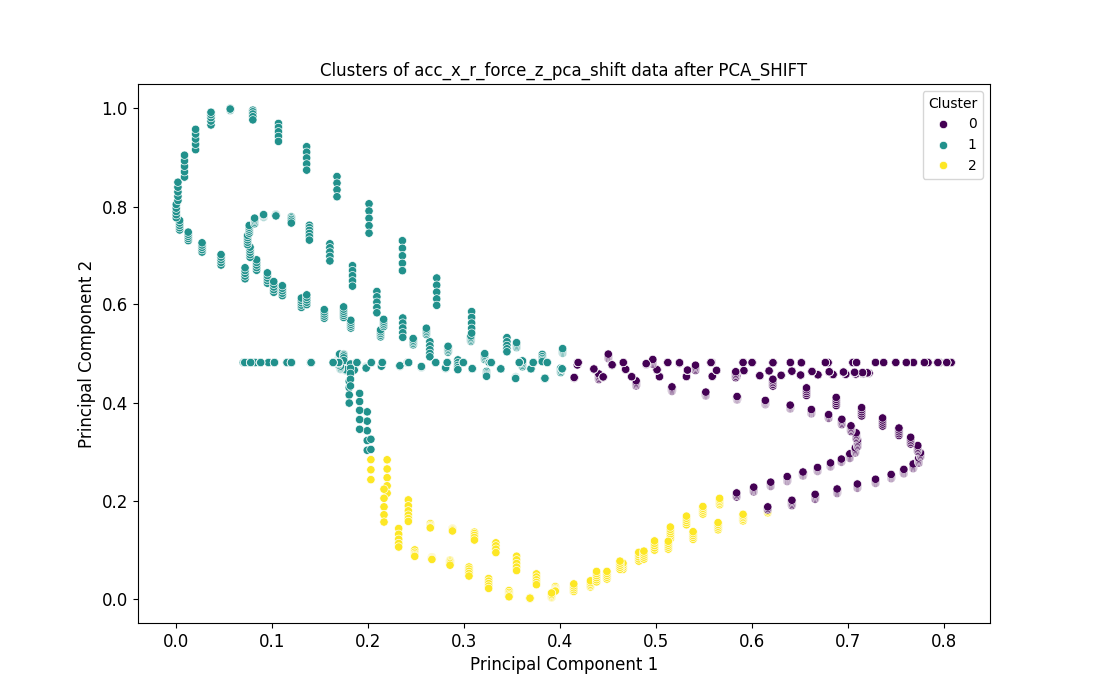 Clusters of acc_x_r_force_z_pca_shift data after PCA_SHIFT
Cluster
0
1
2
1.0
0.8
0.6
0.4
0.2
0.0
Principal Component 2
0.0 0.1 0.2 0.3 0.4 0.5 0.6 0.7 0.8
Principal Component 1